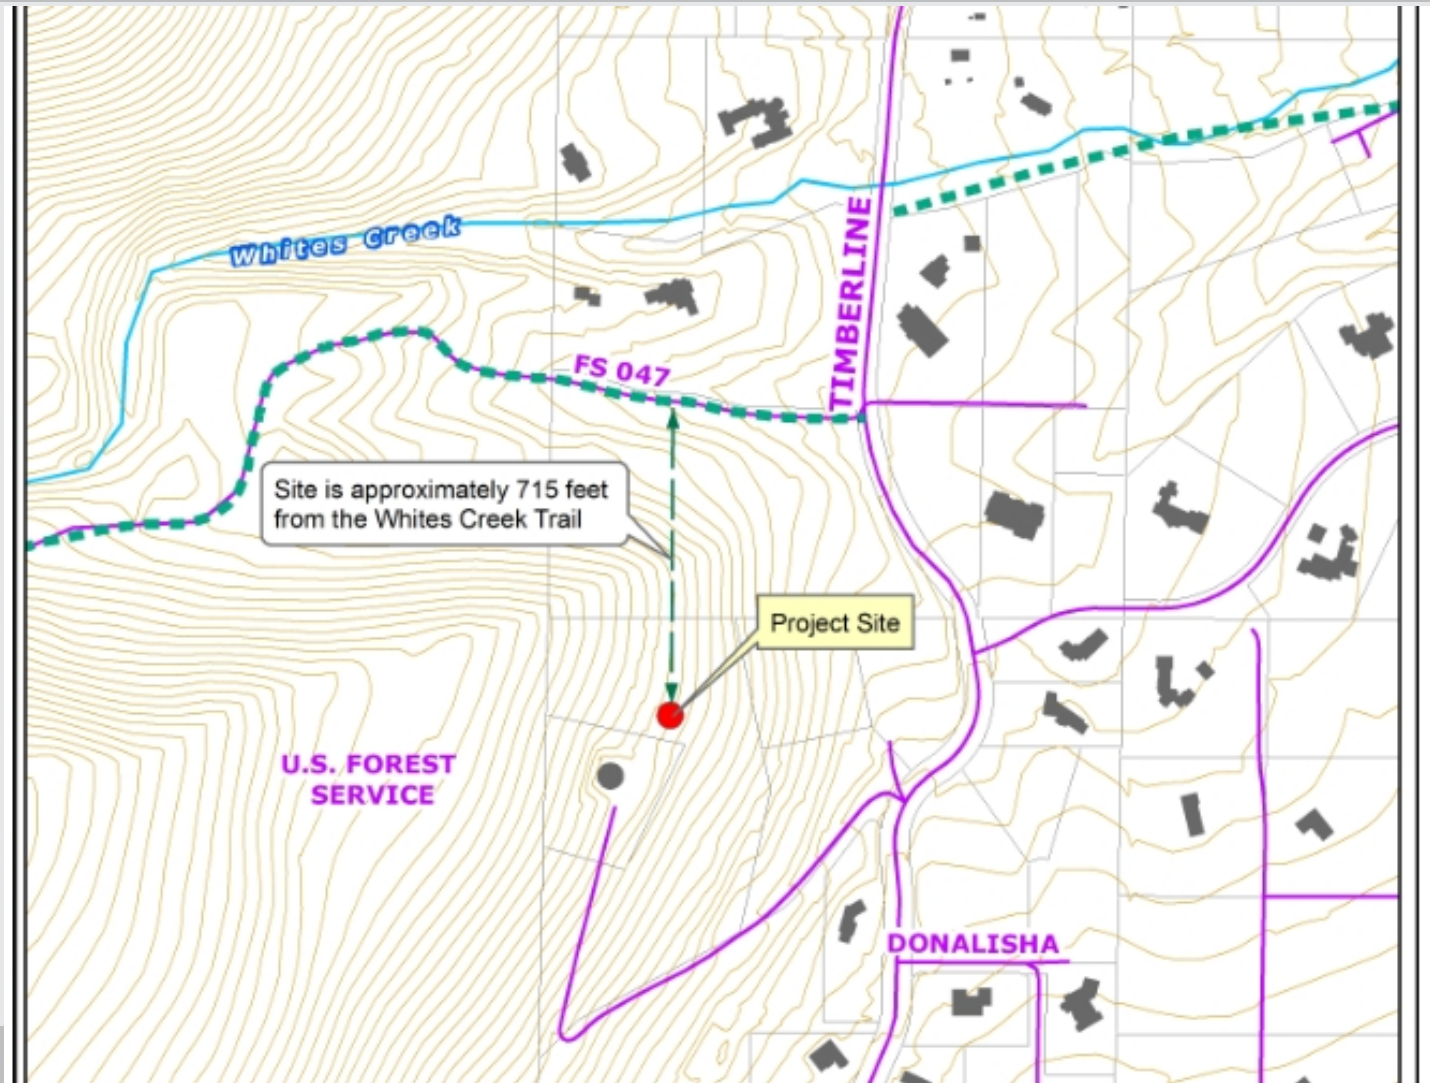 Whites Creek
TIMBERLINE
FS 047
Site is approximately 715 feet
from the Whites Creek Trail
Project Site
U.S. FOREST
SERVICE
DONALISHA